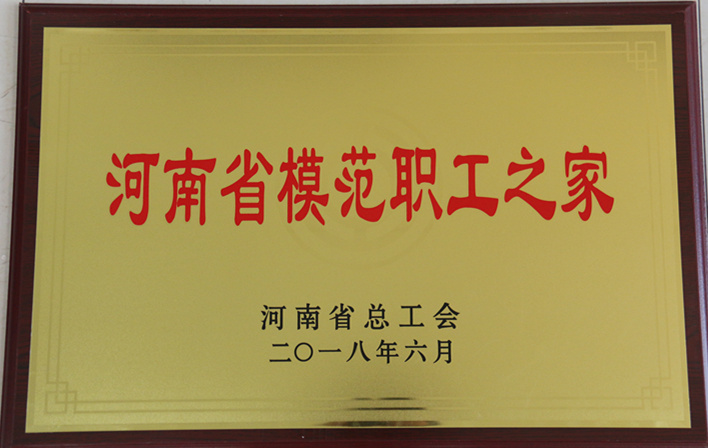 河南省模范职工之家
河南省总工会
二〇一八年六月